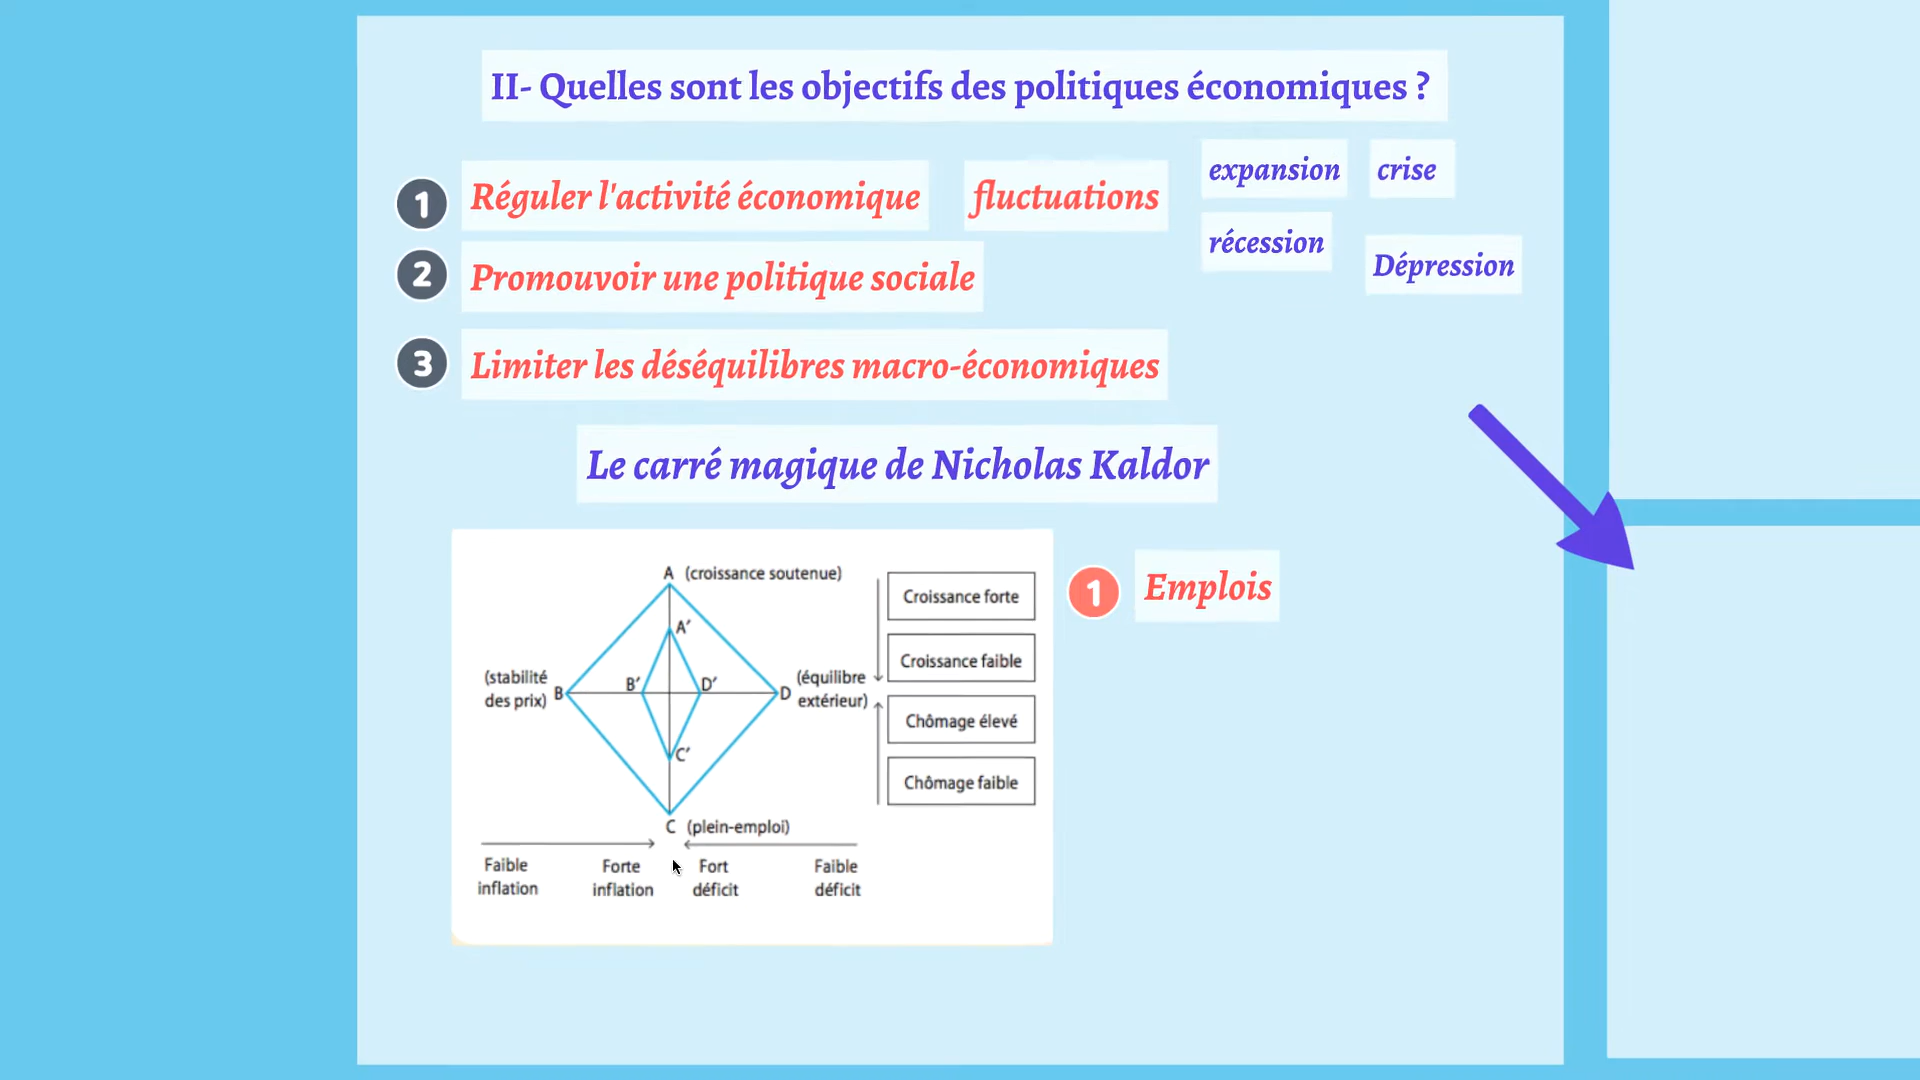 II- Quelles sont les objectifs des politiques économiques ?
1 Réguler l'activité économique
fluctuations
expansion
crise
récession
Dépression
2 Promouvoir une politique sociale
3 Limiter les déséquilibres macro-économiques
Le carré magique de Nicholas Kaldor
A (croissance soutenue)
A′
(stabilité
des prix) B
B′
D′
D (équilibre
extérieur)
C′
C (plein-emploi)
Faible
inflation
Forte
inflation
Fort
déficit
Faible
déficit
Croissance forte
Croissance faible
Chômage élevé
Chômage faible
1 Emplois